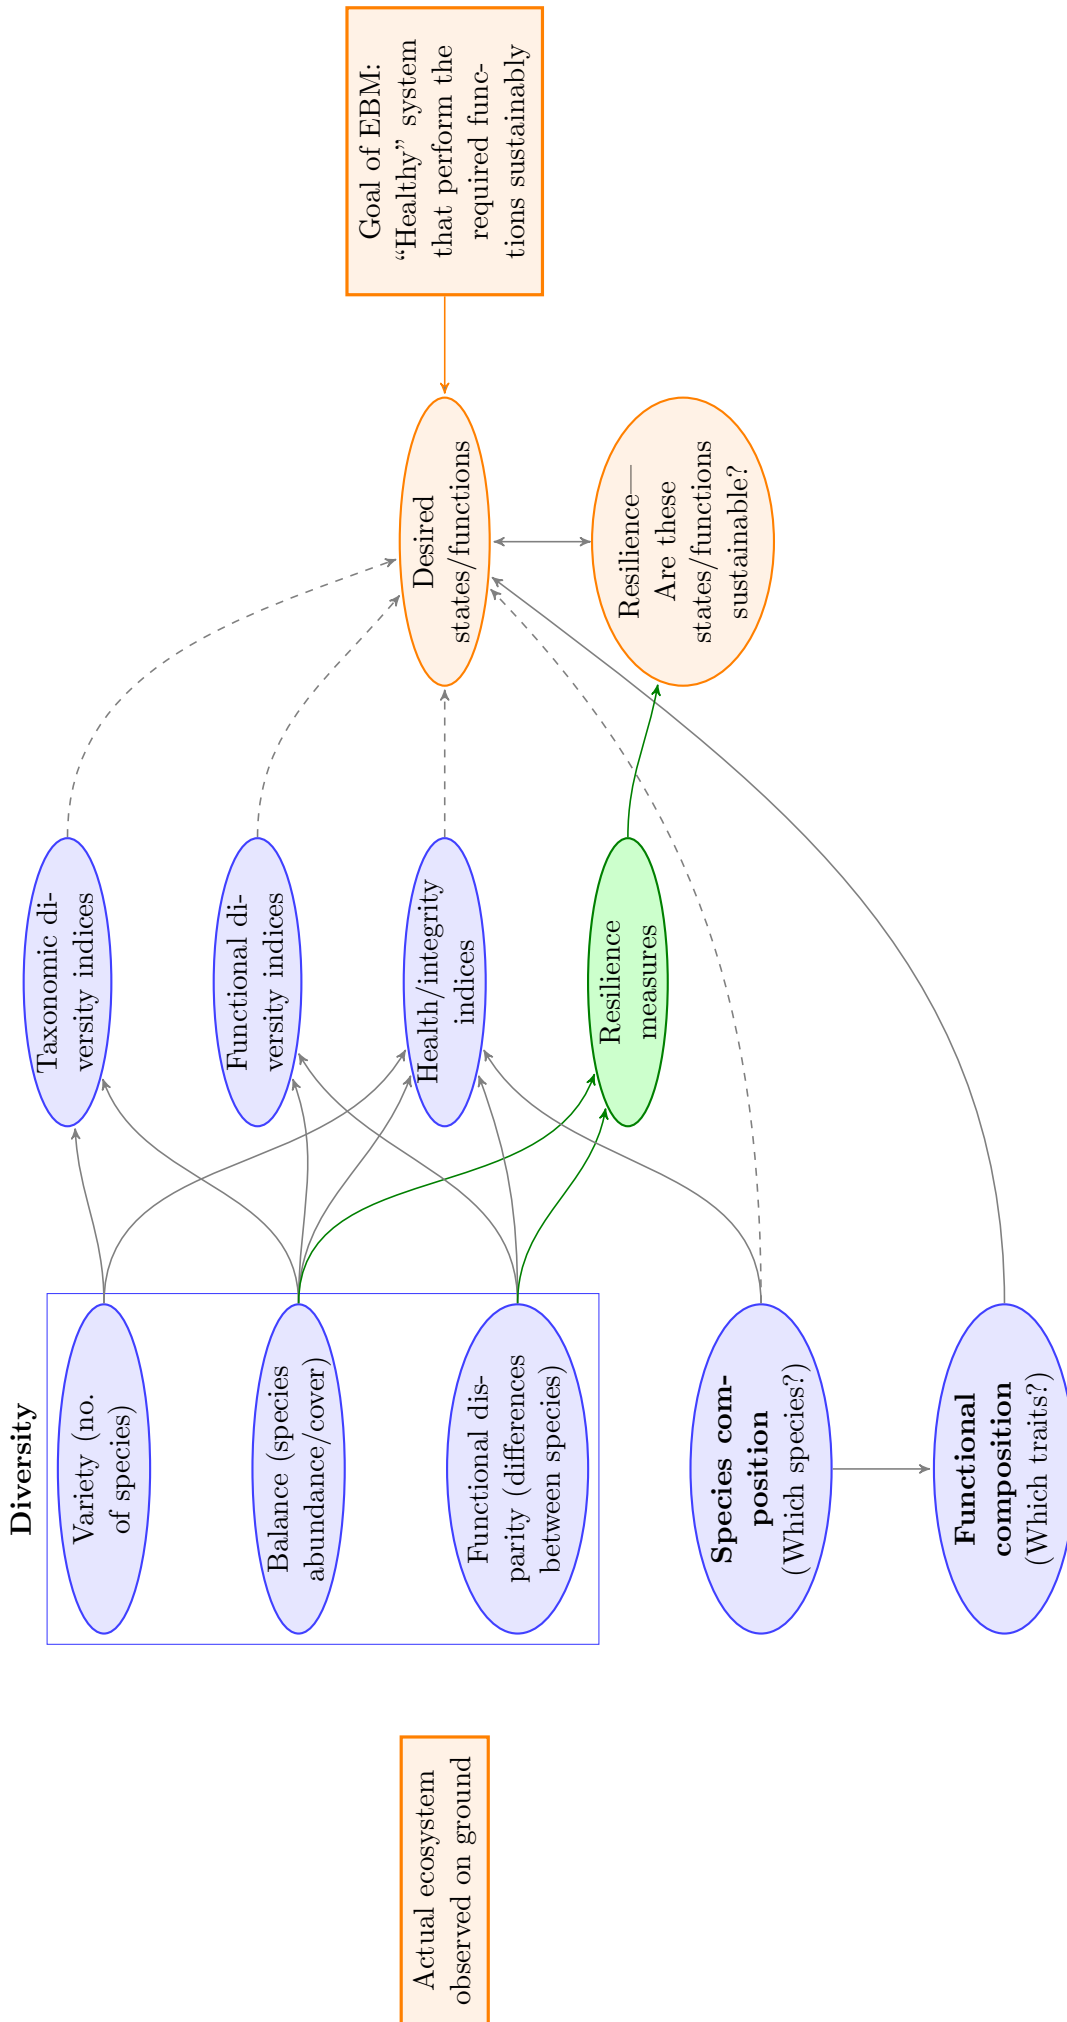 Actual ecosystem
observed on ground
Diversity
Variety (no.
of species)
Balance (species
abundance/cover)
Functional dis-
parity (differences
between species)
Species com-
position
(Which species?)
Functional
composition
(Which traits?)
Taxonomic di-
versity indices
Functional di-
versity indices
Health/integrity
indices
Resilience
measures
Desired
states/functions
Resilience—
Are these
states/functions
sustainable?
Goal of EBM:
“Healthy” system
that perform the
required func-
tions sustainably